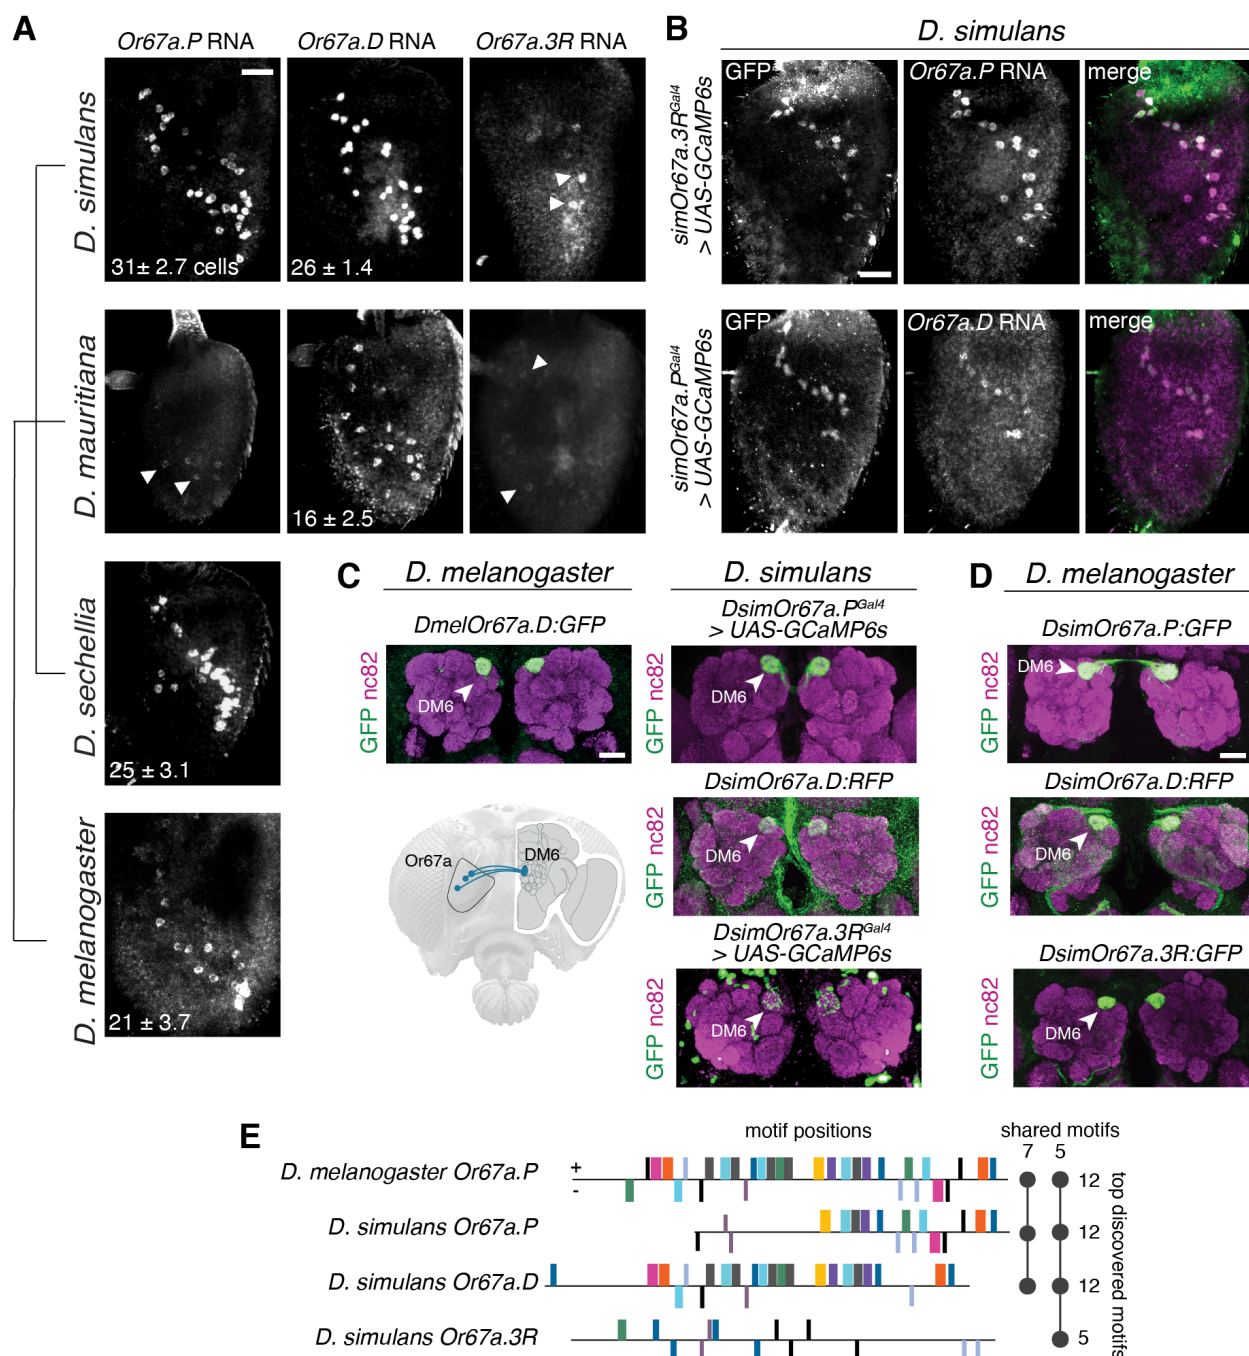 A
Or67a.P RNA
Or67a.D RNA
Or67a.3R RNA
D. simulans
31± 2.7 cells
26 ± 1.4
D. mauritiana
16 ± 2.5
D. sechellia
25 ± 3.1
D. melanogaster
21 ± 3.7
B
D. simulans
simOr67a.3RGal4
> UAS-GCaMP6s
GFP
Or67a.P RNA
merge
simOr67a.PGal4
> UAS-GCaMP6s
GFP
Or67a.D RNA
merge
C
D. melanogaster
DmelOr67a.D:GFP
GFP nc82
DM6
Or67a
DM6
D. simulans
DsimOr67a.PGal4
> UAS-GCaMP6s
GFP nc82
DM6
DsimOr67a.D:RFP
GFP nc82
DM6
DsimOr67a.3RGal4
> UAS-GCaMP6s
GFP nc82
DM6
D
D. melanogaster
DsimOr67a.P:GFP
GFP nc82
DM6
DsimOr67a.D:RFP
GFP nc82
DM6
DsimOr67a.3R:GFP
GFP nc82
DM6
E
motif positions
shared motifs
7 5
D. melanogaster Or67a.P
+
-
12
D. simulans Or67a.P
12
D. simulans Or67a.D
12
D. simulans Or67a.3R
5
top discovered motifs